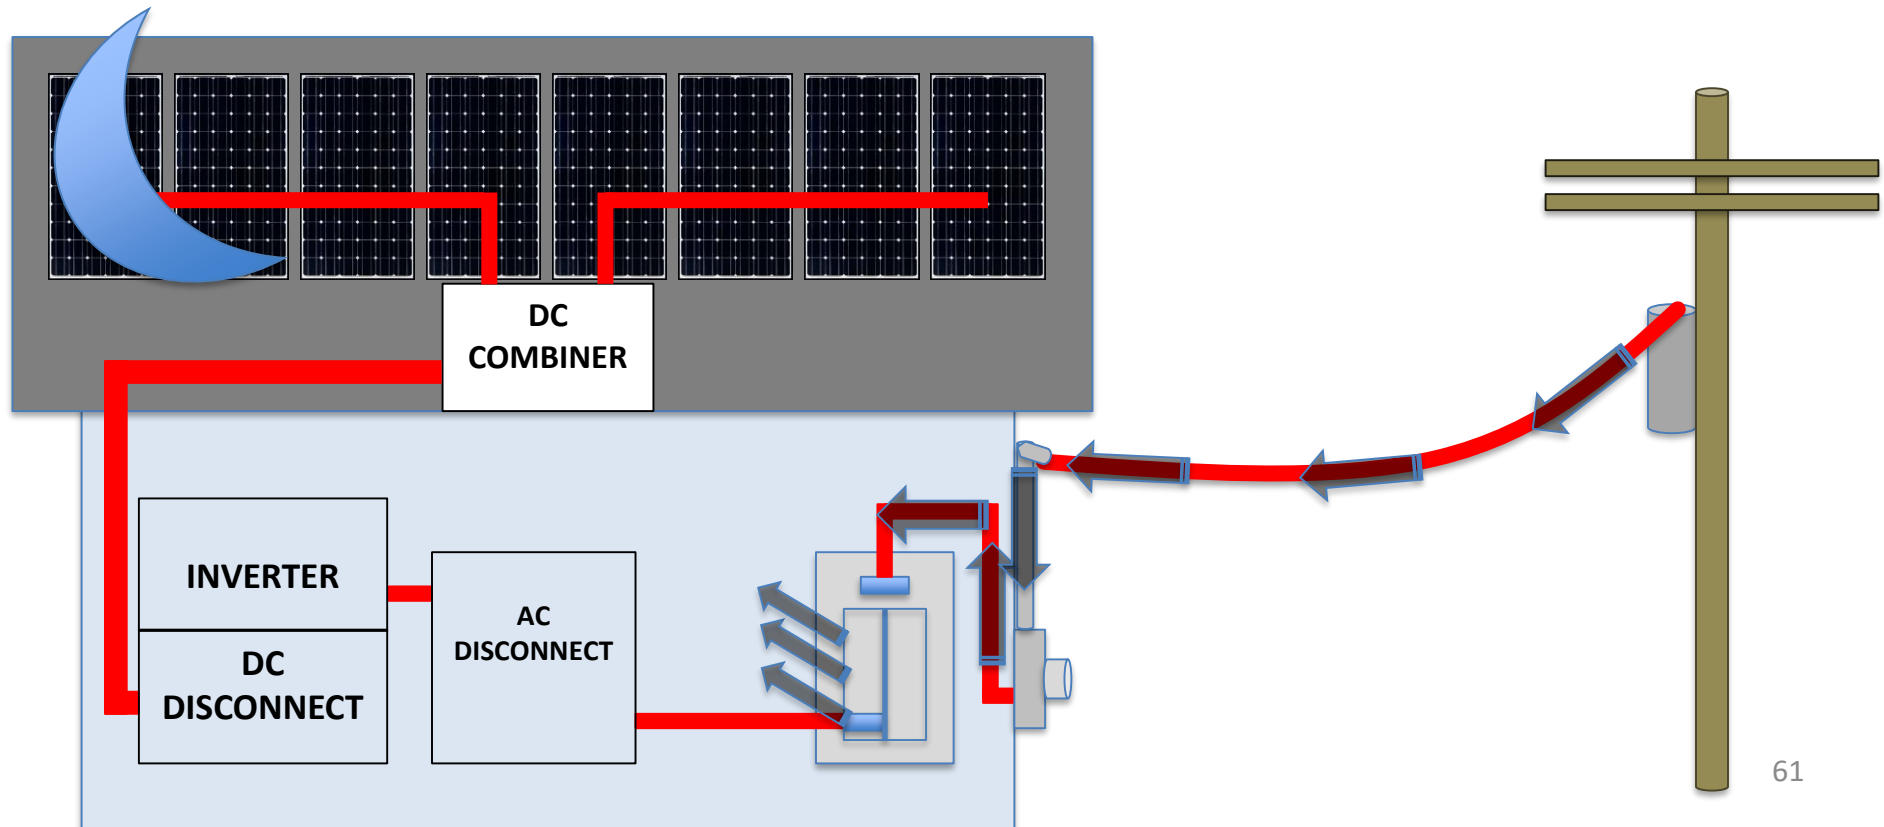 DC
COMBINER
INVERTER
DC
DISCONNECT
AC
DISCONNECT
61